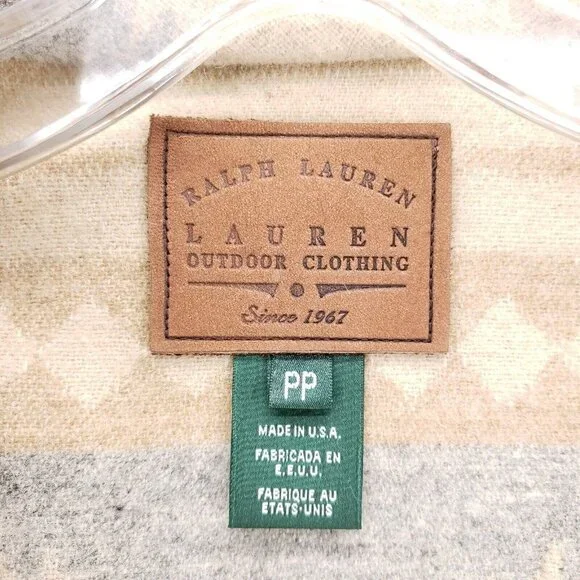 RALPH LAUREN
LAUREN
OUTDOOR CLOTHING
Since 1967
PP
MADE IN U.S.A.
FABRICADA EN
E.E.U.U.
FABRIQUE AU
ETATS-UNIS